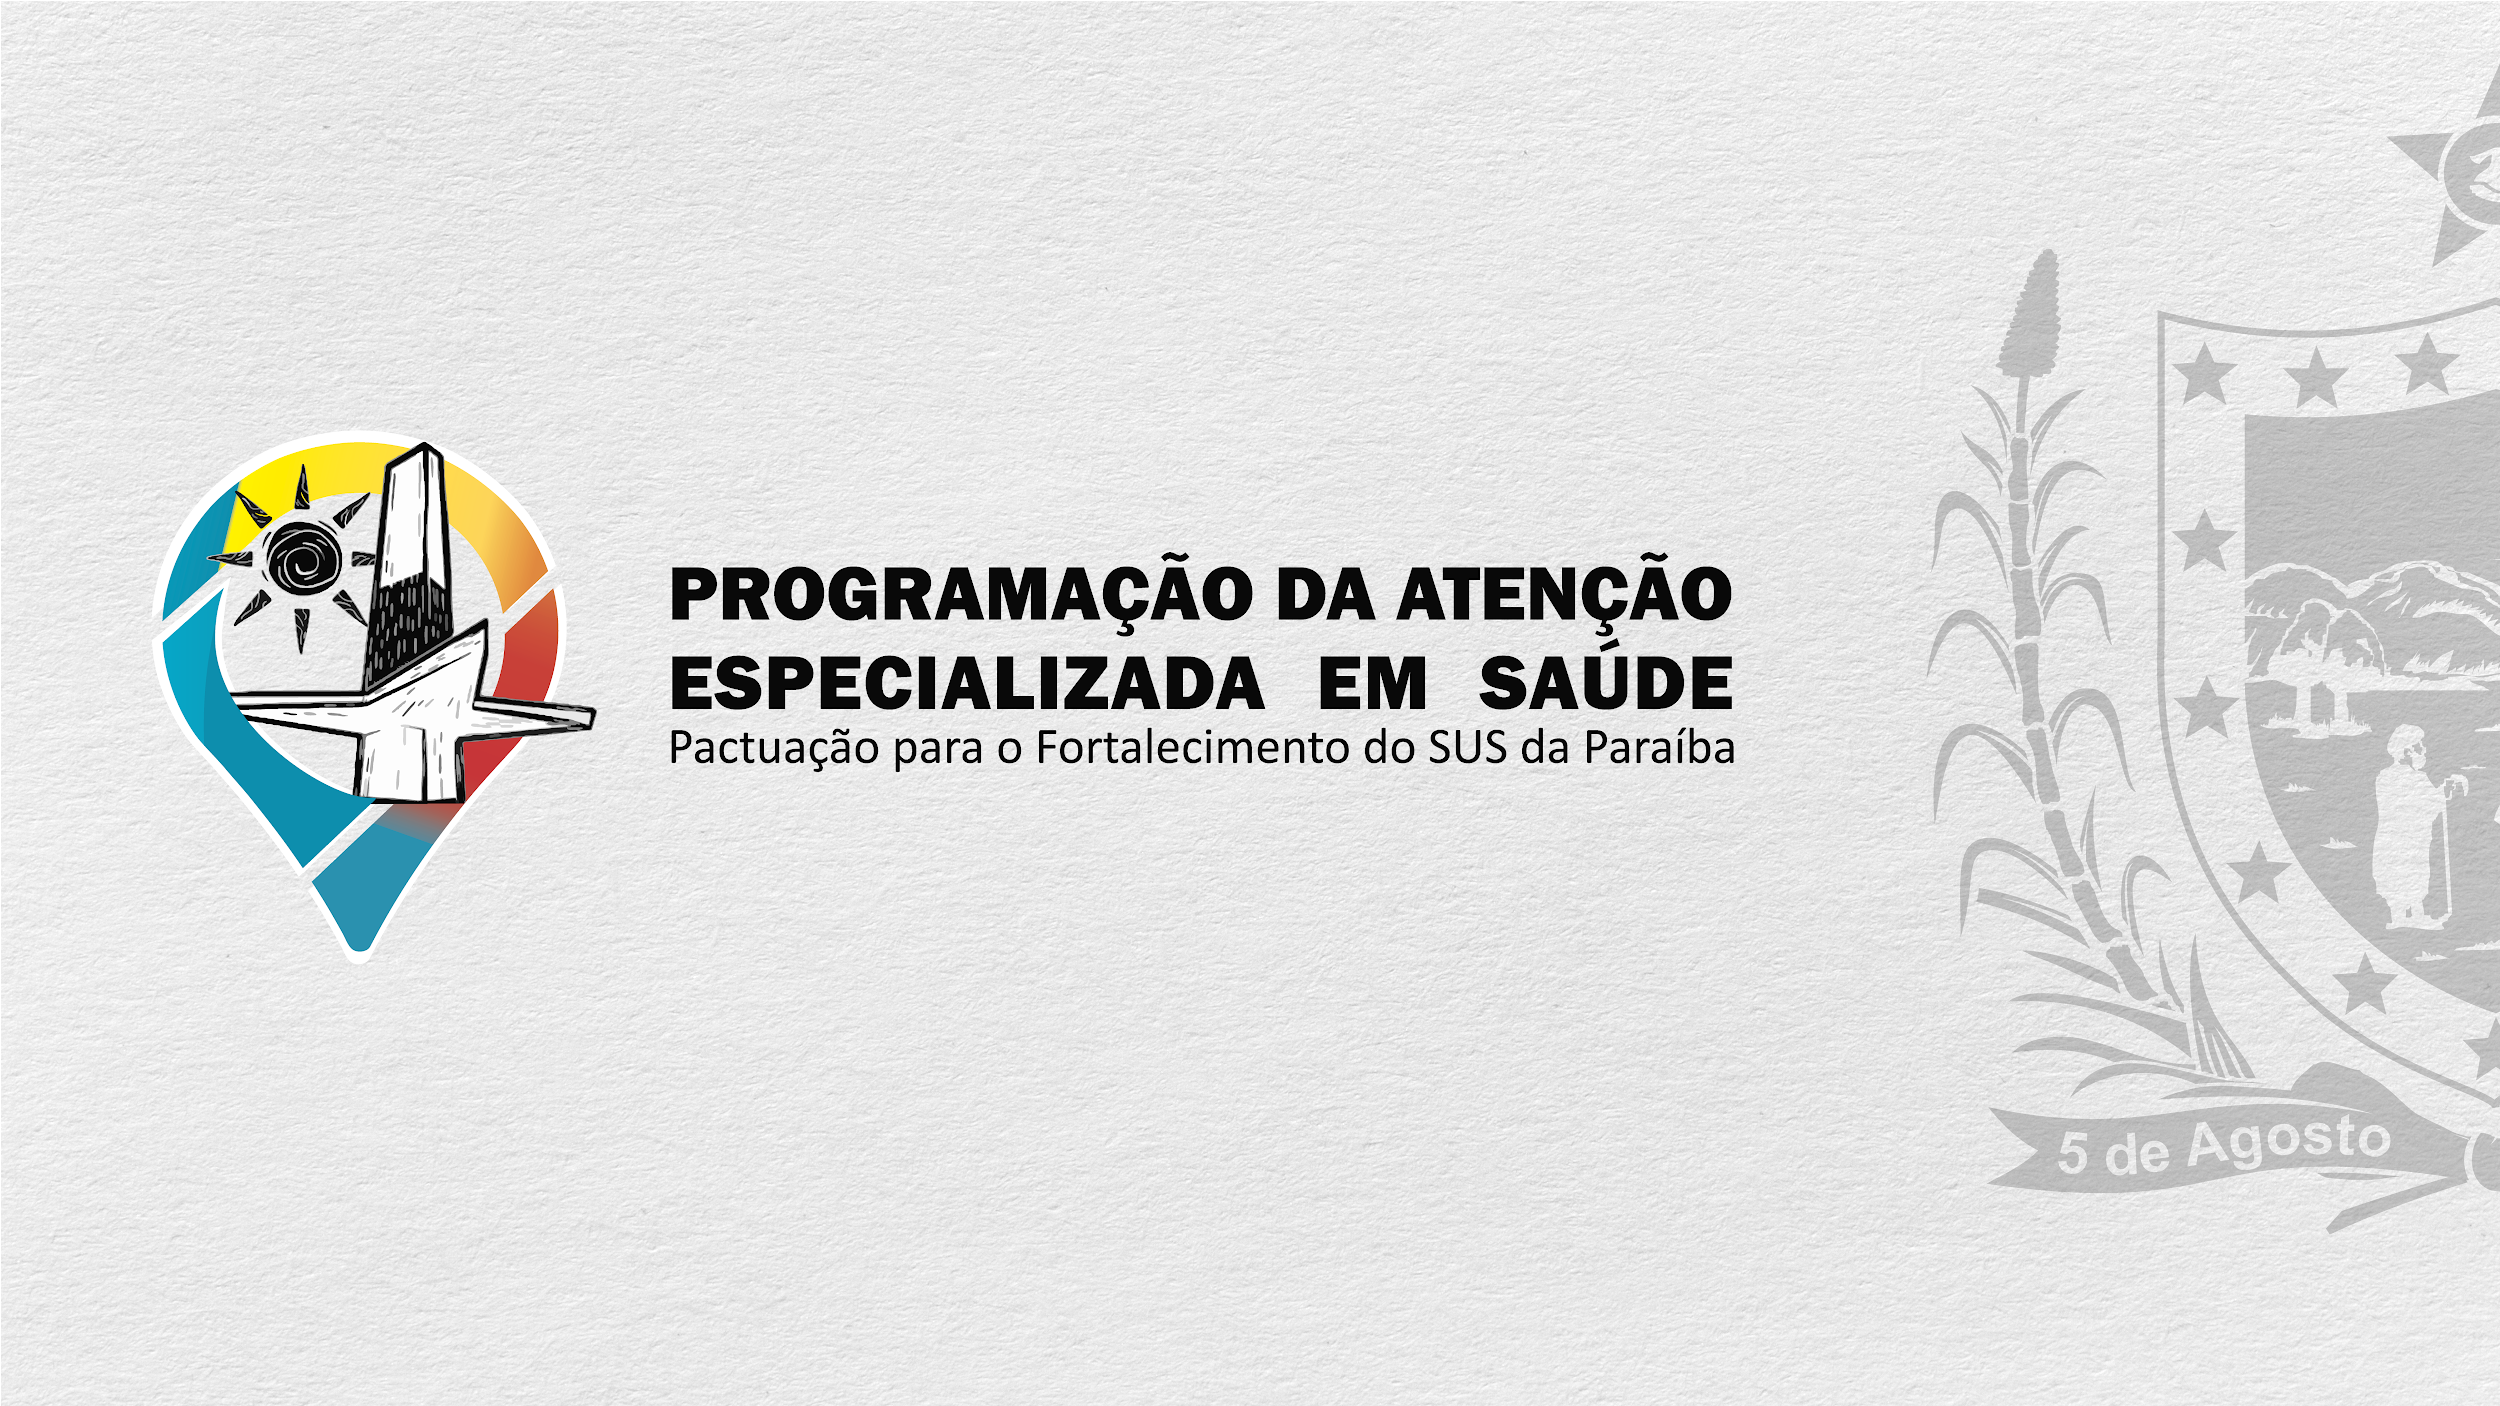 PROGRAMAÇÃO DA ATENÇÃO
ESPECIALIZADA EM SAÚDE
Pactuação para o Fortalecimento do SUS da Paraíba
5 de Agosto